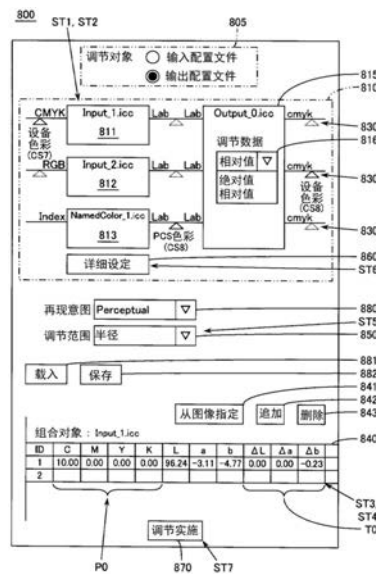 800
ST1, ST2
805
调节对象 输入配置文件
输出配置文件
815
810
CMYK Input_1.icc Lab Lab Output_0.icc cmyk
811
设备
色彩
(CS7)
830
调节数据
816
相对值 ▽
绝对值
相对值
RGB Input_2.icc Lab Lab cmyk
812
830
设备
色彩
(CS8)
Index NamedColor_1.icc Lab Lab cmyk
813
PCS色彩
(CS8)
830
详细设定
860
ST6
再现意图 Perceptual ▽
880
ST5
调节范围 半径 ▽
850
881
载入 保存
882
841
从图像指定 追加 删除
842
843
组合对象：Input_1.icc
840
IID C M Y K L a b ΔL Δa Δb
1 10.00 0.00 0.00 0.00 96.24 -3.11 -4.77 0.00 0.00 -0.23
2
ST3,
ST4
T0
P0
调节实施
870
ST7